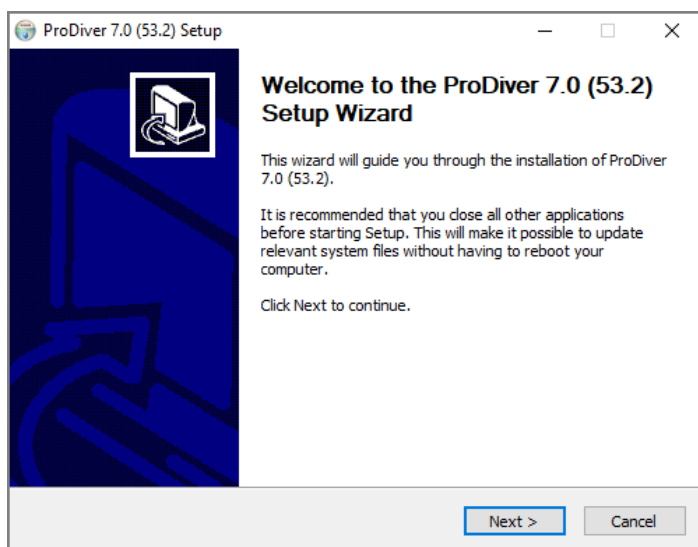 ProDiver 7.0 (53.2) Setup
Welcome to the ProDiver 7.0 (53.2)
Setup Wizard
This wizard will guide you through the installation of ProDiver
7.0 (53.2).
It is recommended that you close all other applications
before starting Setup. This will make it possible to update
relevant system files without having to reboot your
computer.
Click Next to continue.
Next >
Cancel